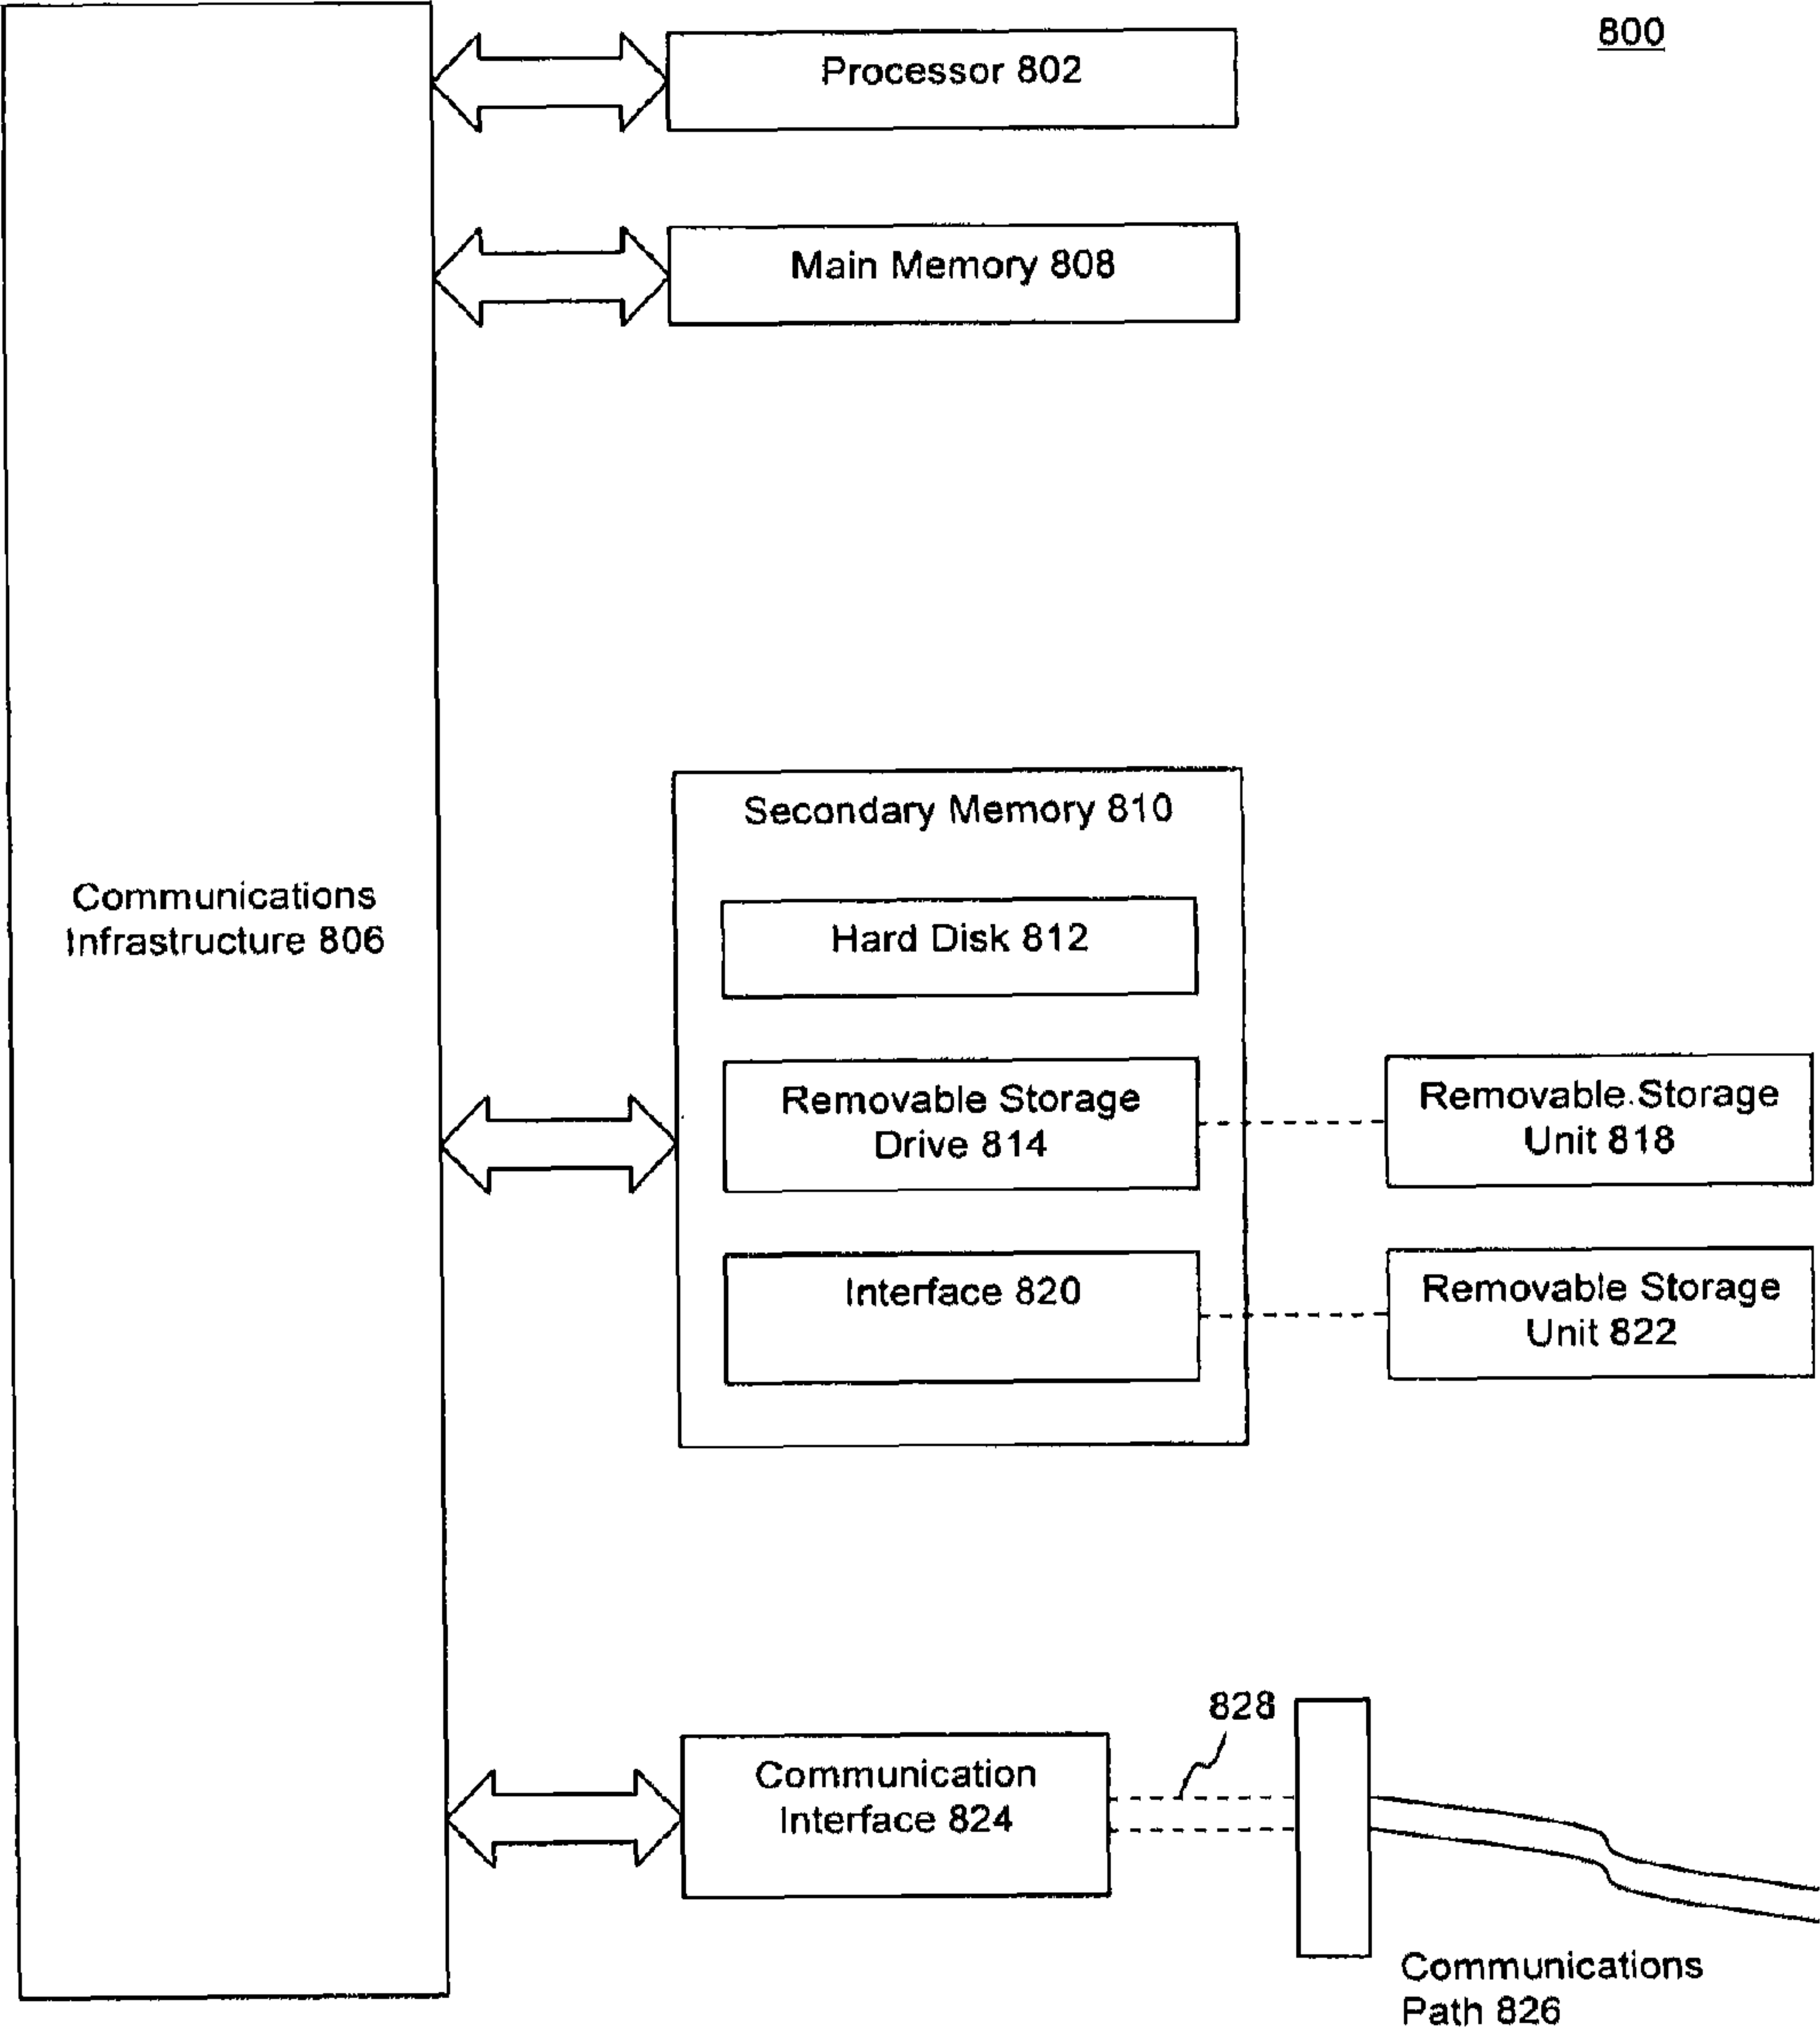 800
Processor 802
Main Memory 808
Communications
Infrastructure 806
Secondary Memory 810
Hard Disk 812
Removable Storage
Drive 814
Removable Storage
Unit 818
Interface 820
Removable Storage
Unit 822
828
Communication
Interface 824
Communications
Path 826